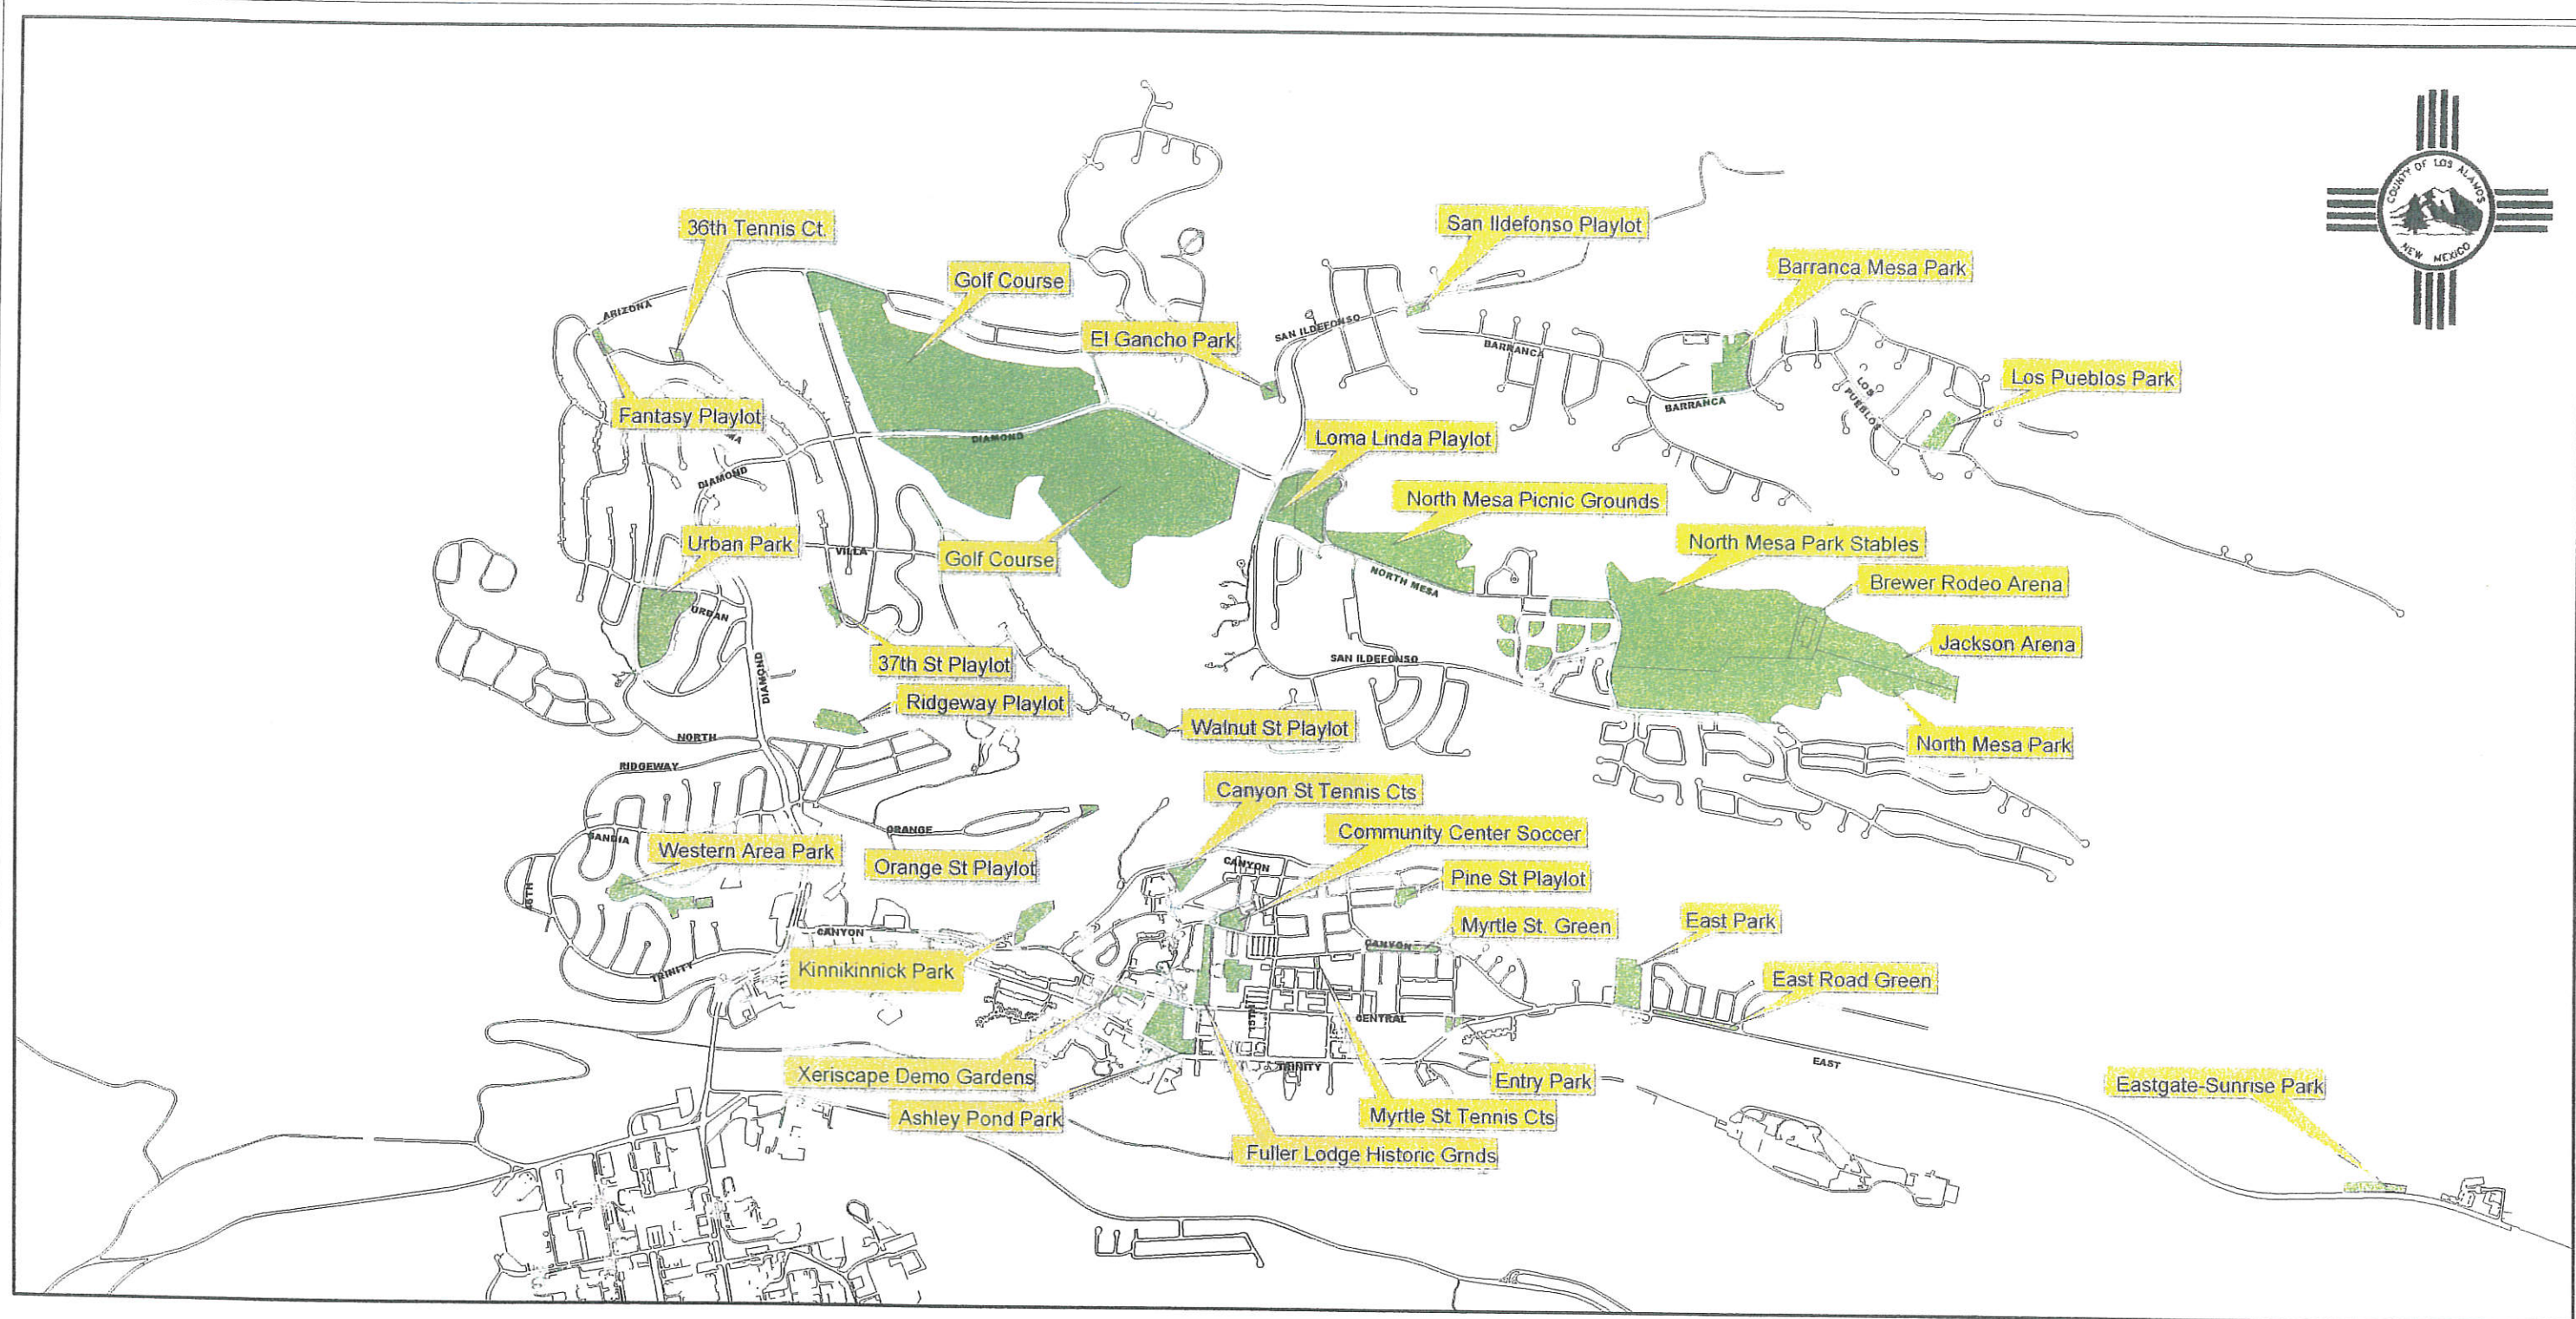 COUNTY OF LOS ALAMOS
NEW MEXICO
36th Tennis Ct.
San Ildefonso Playlot
Golf Course
Barranca Mesa Park
ARIZONA
El Gancho Park
SAN ILDEFONSO
BARRANCA
Los Pueblos Park
LOS PUEBLOS
BARRANCA
Fantasy Playlot
DIAMOND
Loma Linda Playlot
DIAMOND
North Mesa Picnic Grounds
Urban Park
VILLA
Golf Course
North Mesa Park Stables
NORTH MESA
Brewer Rodeo Arena
URBAN
Jackson Arena
37th St Playlot
SAN ILDEFONSO
DIAMOND
Ridgeway Playlot
Walnut St Playlot
NORTH
North Mesa Park
RIDGEWAY
Canyon St Tennis Cts
ORANGE
Community Center Soccer
SANDIA
Western Area Park
Orange St Playlot
CANYON
Pine St Playlot
46TH
CANYON
Myrtle St. Green
East Park
CANYON
Kinnikinnick Park
TRINITY
East Road Green
15TH
CENTRAL
Xeriscape Demo Gardens
TRINITY
Entry Park
EAST
Eastgate-Sunrise Park
Ashley Pond Park
Myrtle St Tennis Cts
Fuller Lodge Historic Grnds